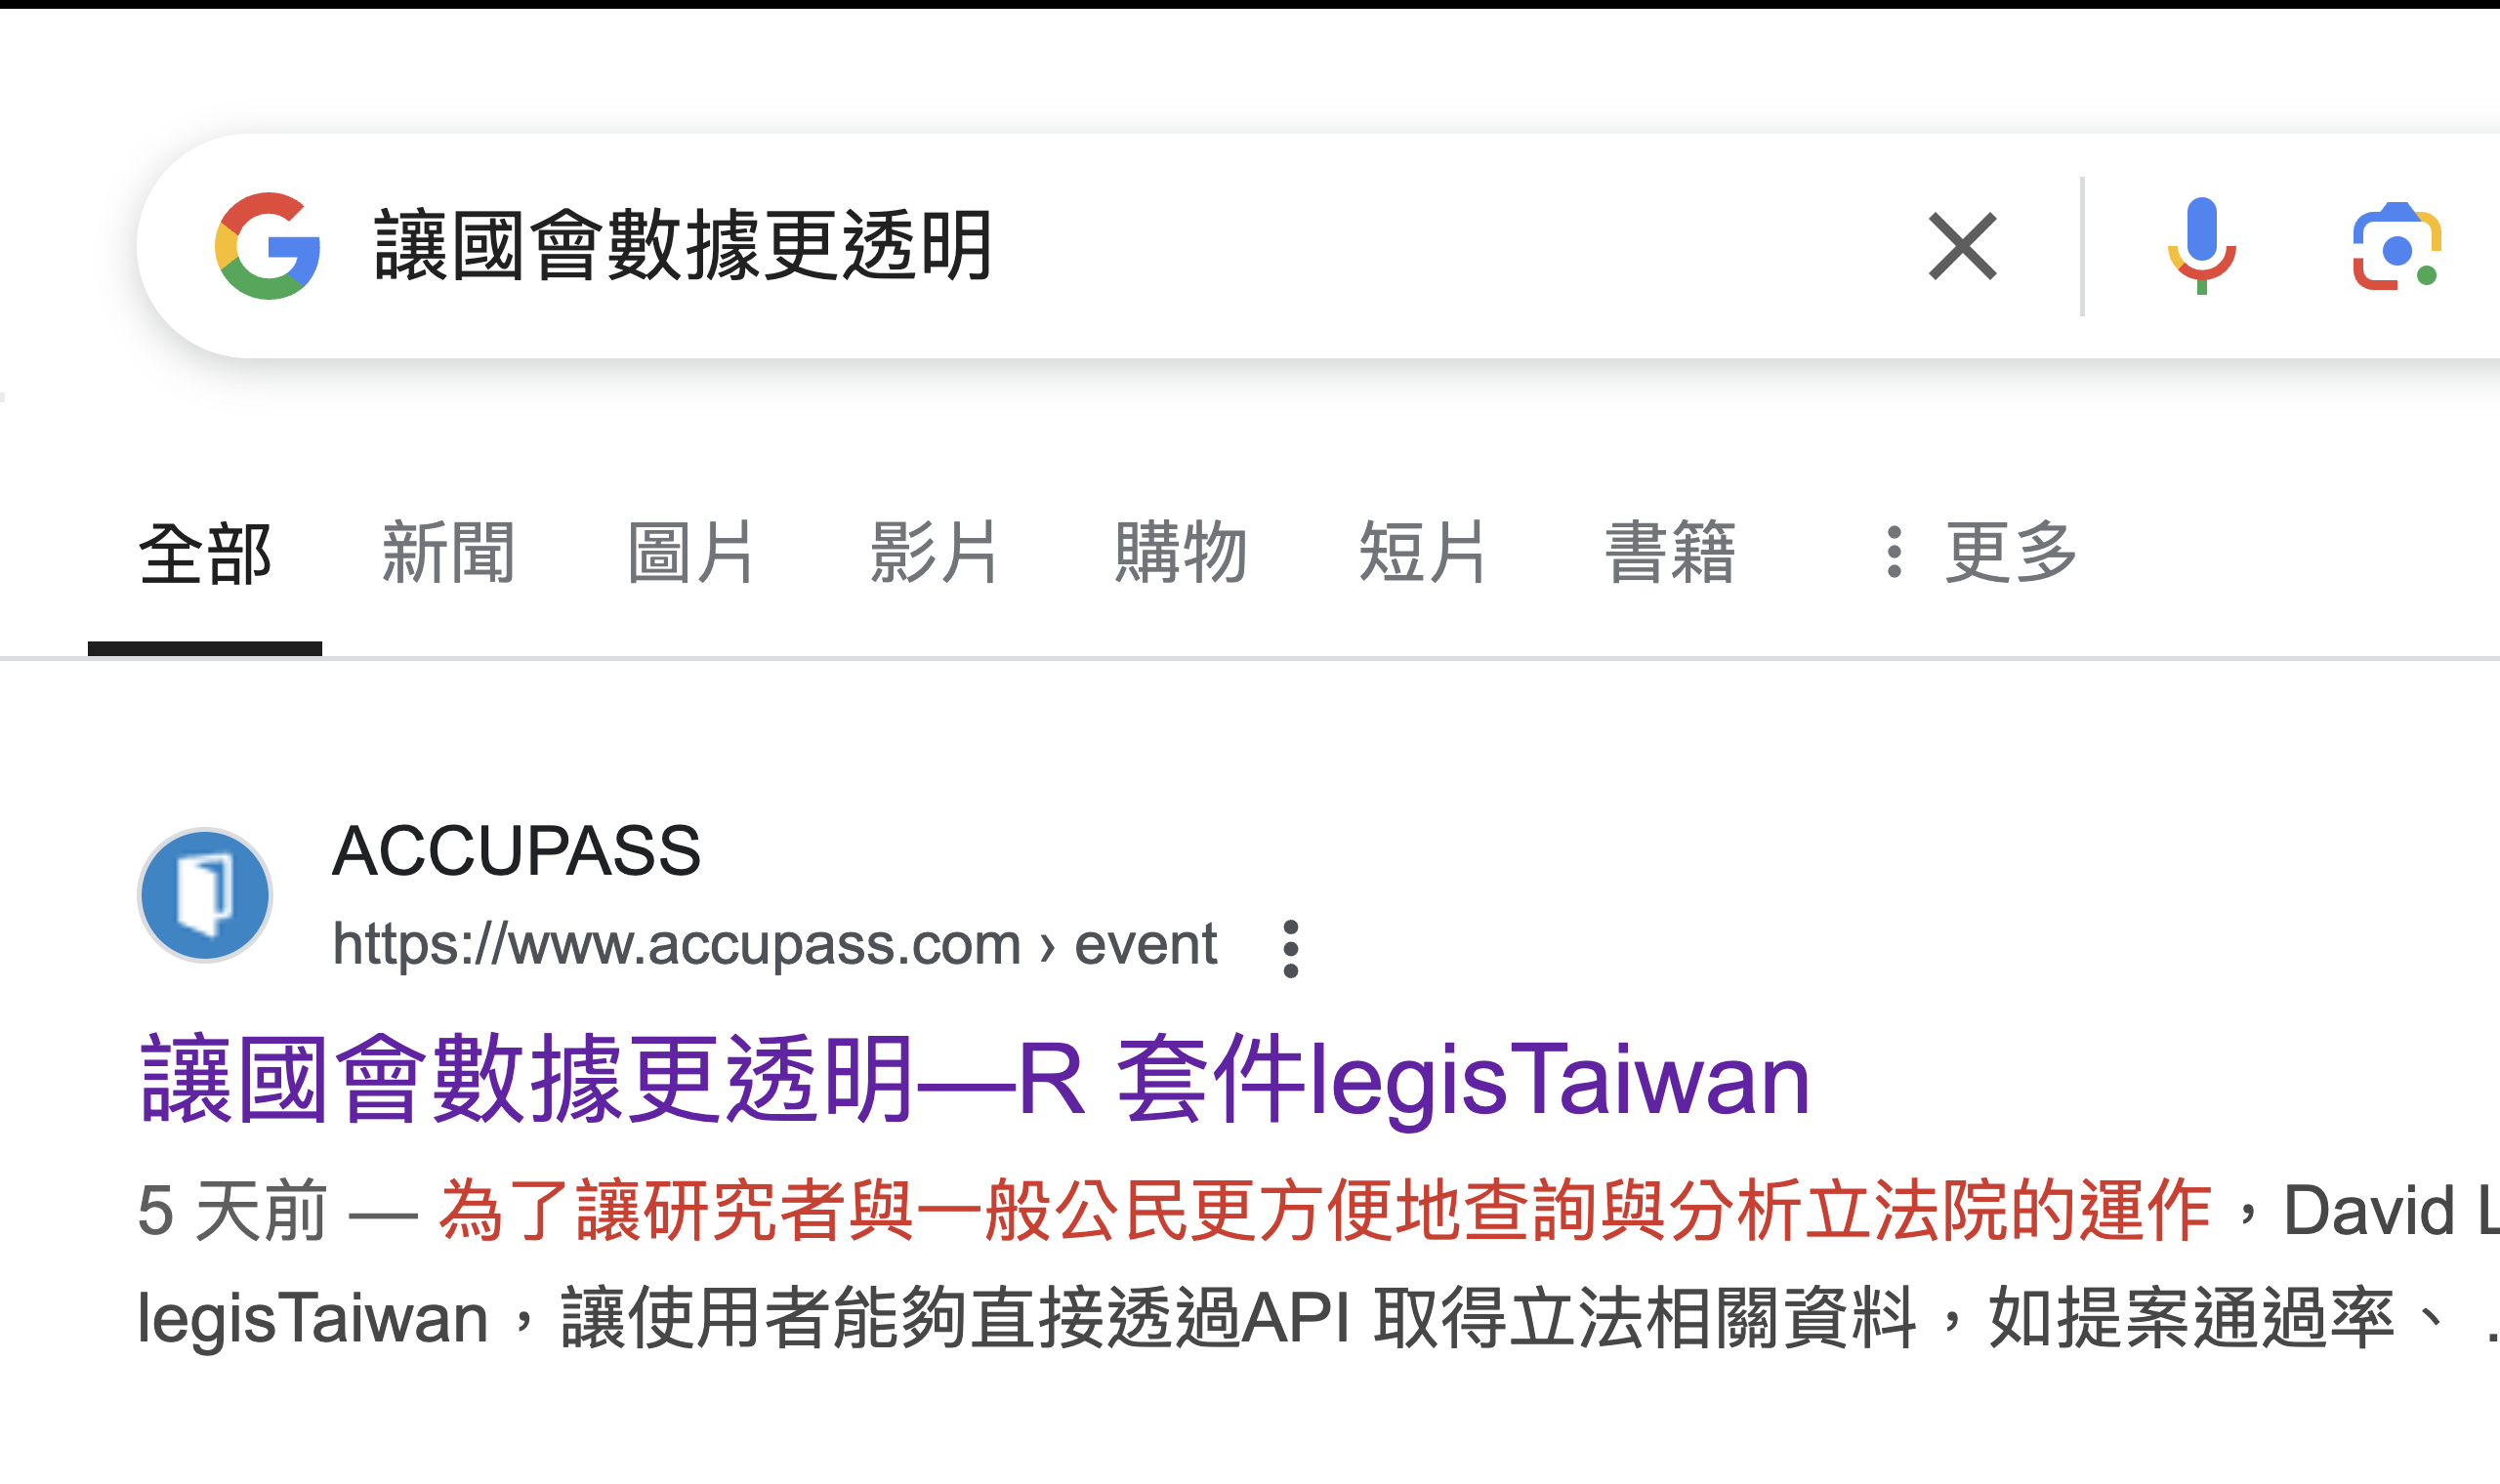 讓國會數據更透明
全部 新聞 圖片 影片 購物 短片 書籍 更多
ACCUPASS
https://www.accupass.com › event
讓國會數據更透明—R 套件legisTaiwan
5 天前 — 為了讓研究者與一般公民更方便地查詢與分析立法院的運作，David L
legisTaiwan，讓使用者能夠直接透過API 取得立法相關資料，如提案通過率、 .